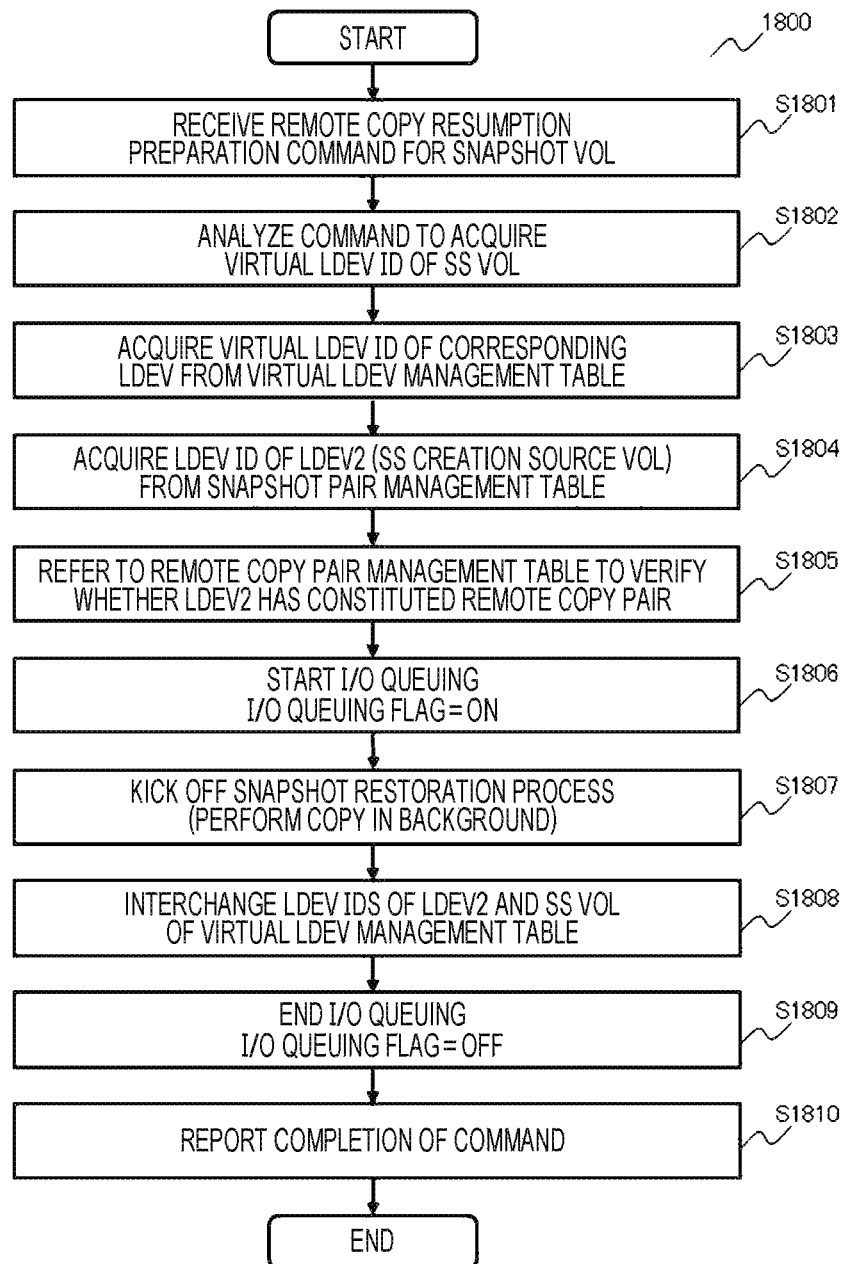 START
1800
RECEIVE REMOTE COPY RESUMPTION
PREPARATION COMMAND FOR SNAPSHOT VOL
S1801
ANALYZE COMMAND TO ACQUIRE
VIRTUAL LDEV ID OF SS VOL
S1802
ACQUIRE VIRTUAL LDEV ID OF CORRESPONDING
LDEV FROM VIRTUAL LDEV MANAGEMENT TABLE
S1803
ACQUIRE LDEV ID OF LDEV2 (SS CREATION SOURCE VOL)
FROM SNAPSHOT PAIR MANAGEMENT TABLE
S1804
REFER TO REMOTE COPY PAIR MANAGEMENT TABLE TO VERIFY
WHETHER LDEV2 HAS CONSTITUTED REMOTE COPY PAIR
S1805
START I/O QUEUING
I/O QUEUING FLAG = ON
S1806
KICK OFF SNAPSHOT RESTORATION PROCESS
(PERFORM COPY IN BACKGROUND)
S1807
INTERCHANGE LDEV IDS OF LDEV2 AND SS VOL
OF VIRTUAL LDEV MANAGEMENT TABLE
S1808
END I/O QUEUING
I/O QUEUING FLAG = OFF
S1809
REPORT COMPLETION OF COMMAND
S1810
END